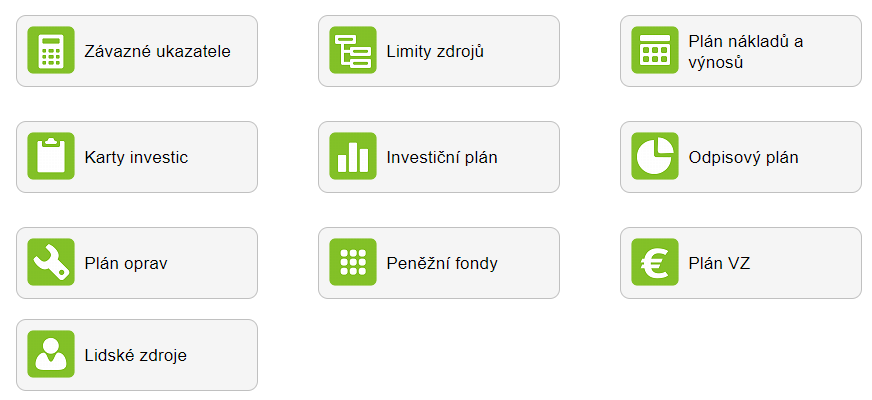 Závazné ukazatele
Limity zdrojů
Plán nákladů a
výnosů
Karty investic
Investiční plán
Odpisový plán
Plán oprav
Peněžní fondy
Plán VZ
Lidské zdroje